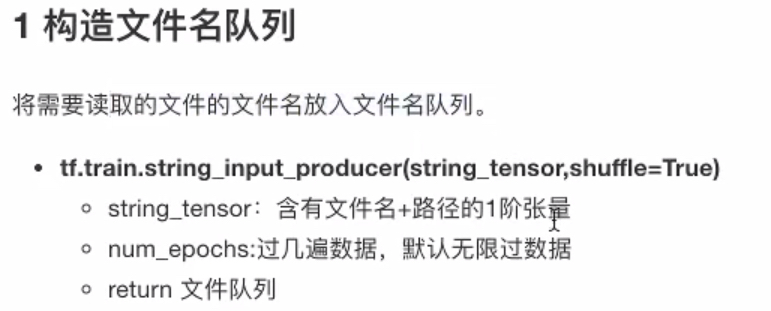 1 构造文件名队列
将需要读取的文件的文件名放入文件名队列。
• tf.train.string_input_producer(string_tensor,shuffle=True)
○ string_tensor：含有文件名+路径的1阶张量
○ num_epochs:过几遍数据，默认无限过数据
○ return 文件队列